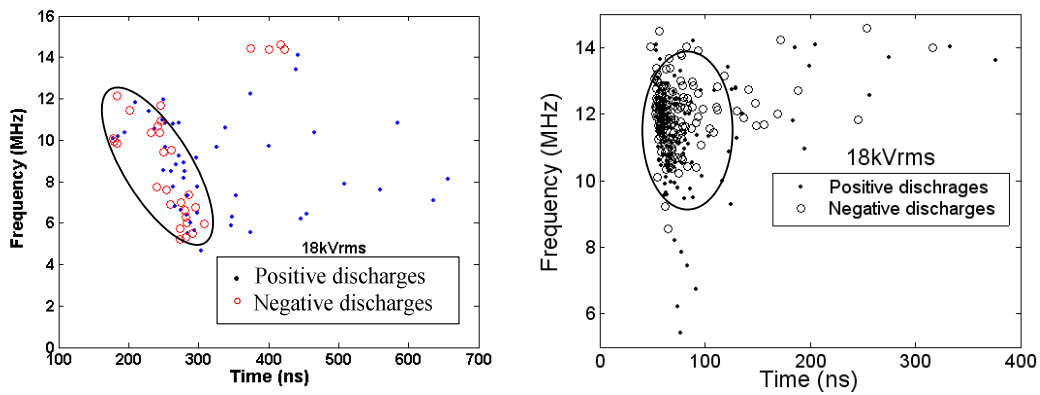 16
14
12
10
8
6
4
2
0
Frequency (MHz)
18kVrms
Positive discharges
Negative discharges
100 200 300 400 500 600 700
Time (ns)
14
12
10
8
6
Frequency (MHz)
18kVrms
Positive dischrages
Negative discharges
0 100 200 300 400
Time (ns)